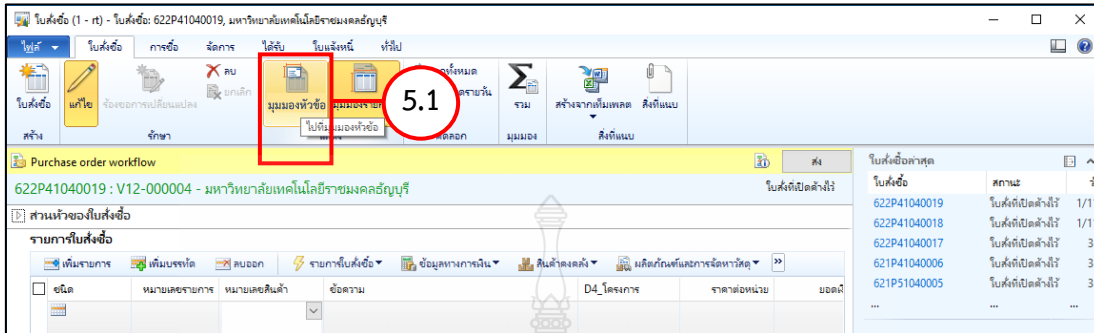 ใบสั่งซื้อ (1 - rt) - ใบสั่งซื้อ: 622P41040019, มหาวิทยาลัยเทคโนโลยีราชมงคลธัญบุรี
ไฟล์ ใบสั่งซื้อ การซื้อ จัดการ ได้รับ ใบแจ้งหนี้ ทั่วไป
ใบสั่งซื้อ แก้ไข ร้องขอการเปลี่ยนแปลง ลบ ยกเลิก มุมมองหัวข้อ 5.1 รวม สร้างจากเท็มเพลต สิ่งที่แนบ
ไปที่มุมมองหัวข้อ
สร้าง รักษา มุมมอง สิ่งที่แนบ
Purchase order workflow ส่ง
622P41040019 : V12-000004 - มหาวิทยาลัยเทคโนโลยีราชมงคลธัญบุรี ใบสั่งที่เปิดค้างไว้
ส่วนหัวของใบสั่งซื้อ
รายการใบสั่งซื้อ
เพิ่มรายการ เพิ่มบรรทัด ลบออก รายการใบสั่งซื้อ ข้อมูลทางการเงิน สินค้าคงคลัง ผลิตภัณฑ์และการจัดหาวัสดุ
ชนิด หมายเลขรายการ หมายเลขสินค้า ข้อความ D4_โครงการ ราคาต่อหน่วย
ใบสั่งซื้อล่าสุด
ใบสั่งซื้อ สถานะ
622P41040019 ใบสั่งที่เปิดค้างไว้ 1/1
622P41040018 ใบสั่งที่เปิดค้างไว้ 1/1
622P41040017 ใบสั่งที่เปิดค้างไว้ 3
621P41040006 ใบสั่งที่เปิดค้างไว้ 3
621P51040005 ใบสั่งที่เปิดค้างไว้ 3
... ... ...